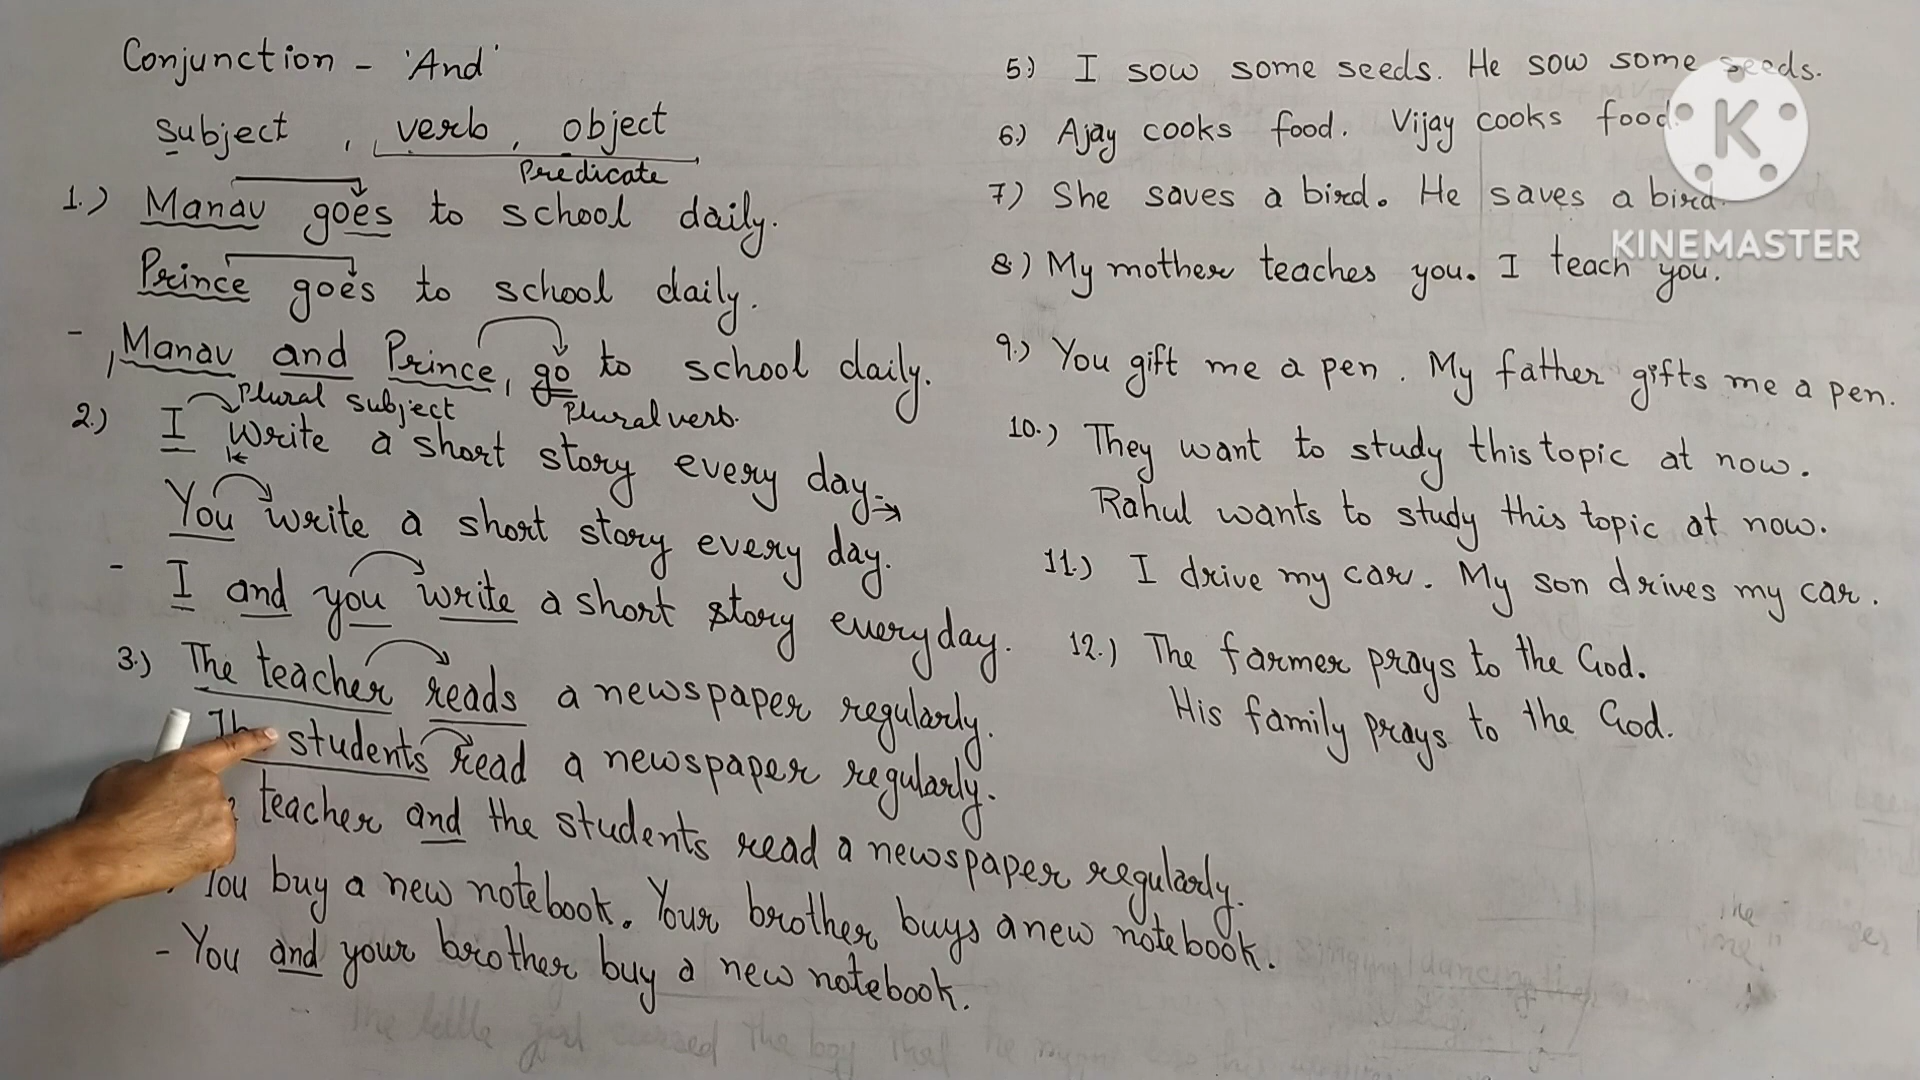 Conjunction - 'And'
subject , verb , object
Predicate
1.) Manav goes to school daily.
Prince goes to school daily.
- Manav and Prince, go to school daily.
Plural subject Plural verb.
2.) I write a short story every day.
You write a short story every day.
- I and you write a short story everyday.
3.) The teacher reads a newspaper regularly.
students read a newspaper regularly.
teacher and the students read a newspaper regularly.
You buy a new notebook. Your brother buys a new notebook.
- You and your brother buy a new notebook.
5.) I sow some seeds. He sow some seeds.
6.) Ajay cooks food. Vijay cooks food.
7) She saves a bird. He saves a bird.
8.) My mother teaches you. I teach you.
9.) You gift me a pen. My father gifts me a pen.
10.) They want to study this topic at now.
Rahul wants to study this topic at now.
11.) I drive my car. My son drives my car.
12.) The farmer prays to the God.
His family prays to the God.
K
KINEMASTER